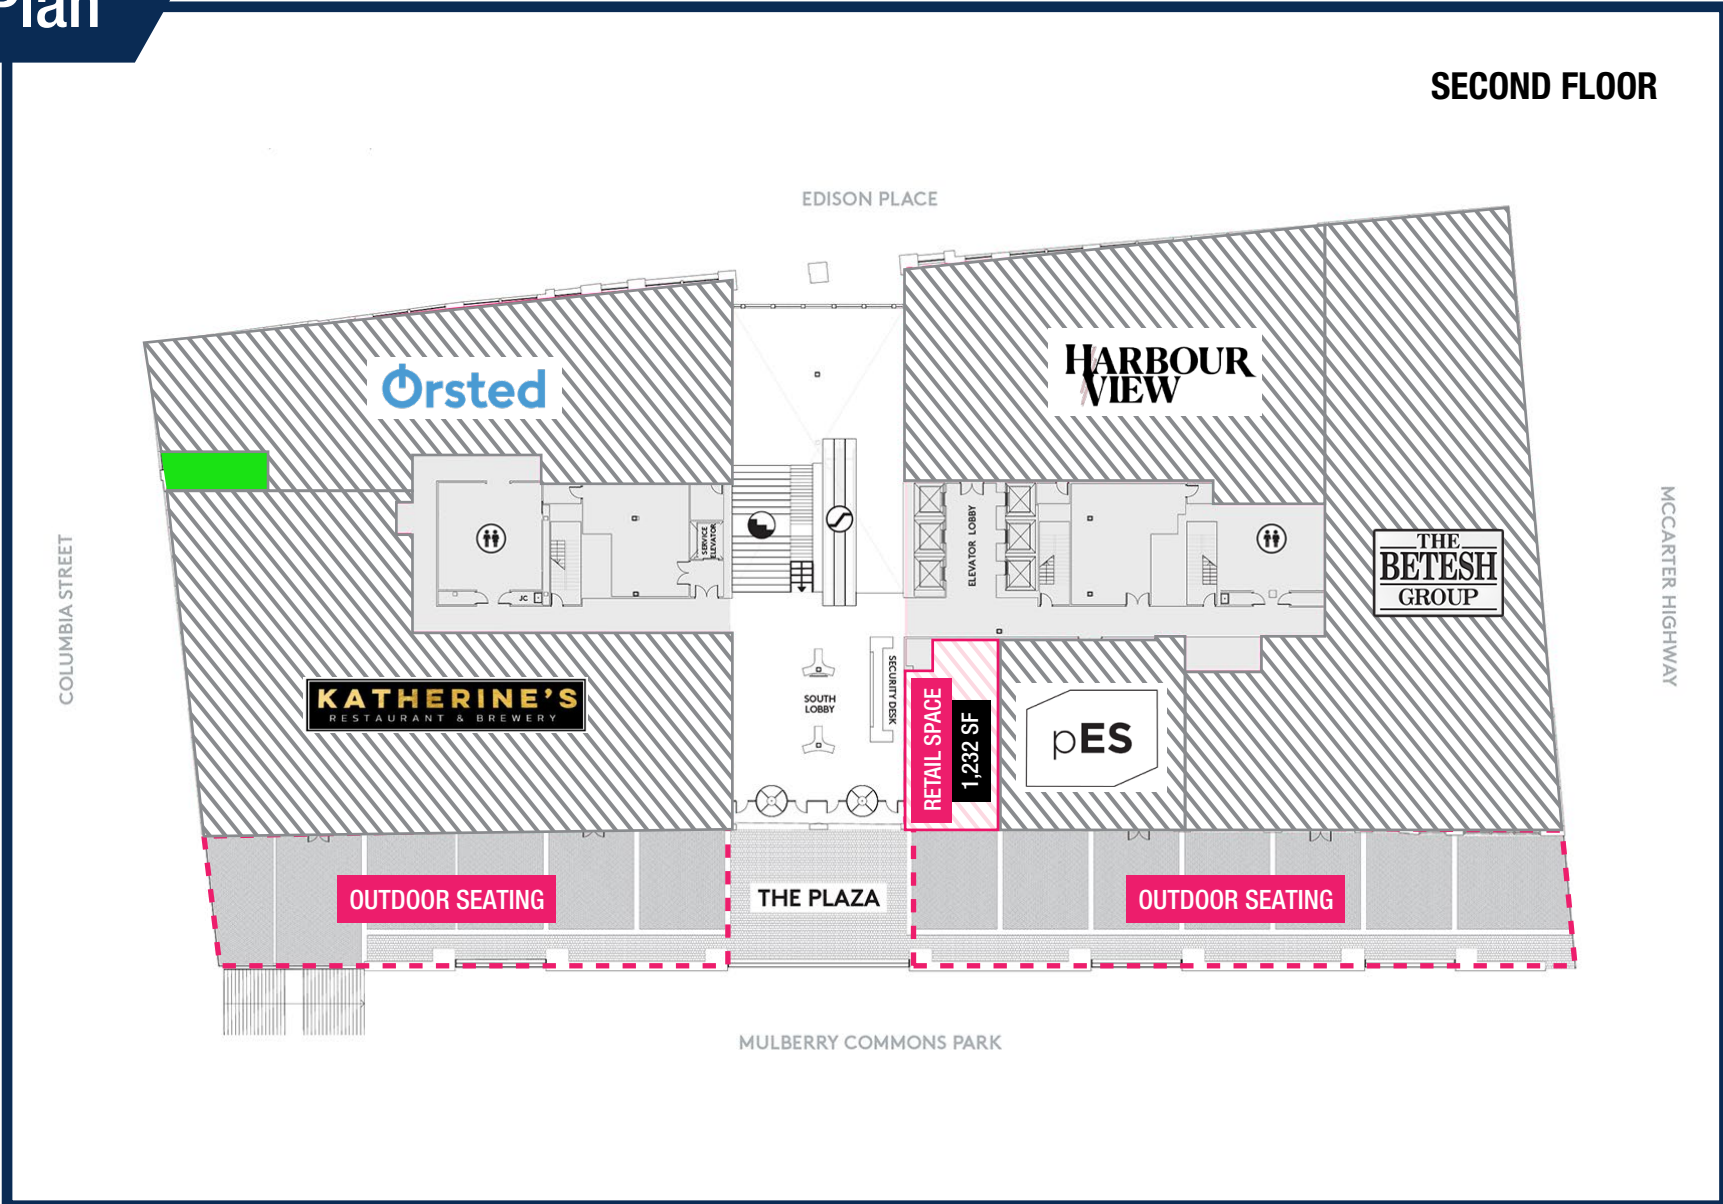 Plan
SECOND FLOOR
EDISON PLACE
Ørsted
HARBOUR
VIEW
COLUMBIA STREET
MCCARTER HIGHWAY
SERVICE
ELEVATOR
ELEVATOR LOBBY
JC
THE
BETESH
GROUP
KATHERINE'S
RESTAURANT & BREWERY
SOUTH
LOBBY
SECURITY DESK
RETAIL SPACE
1,232 SF
pES
OUTDOOR SEATING
THE PLAZA
OUTDOOR SEATING
MULBERRY COMMONS PARK